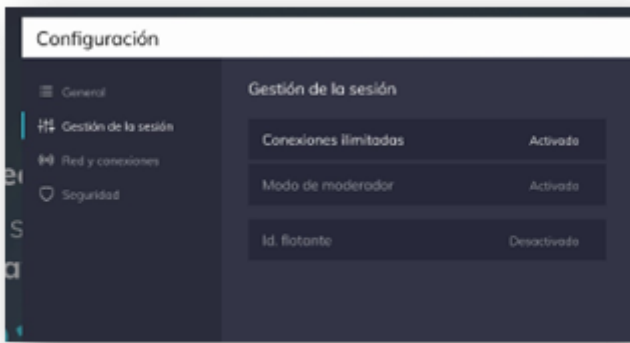 Configuración
General
Gestión de la sesión
Red y conexiones
Seguridad
Gestión de la sesión
Conexiones ilimitadas Activado
Modo de moderador Activado
Id. flotante Desactivado